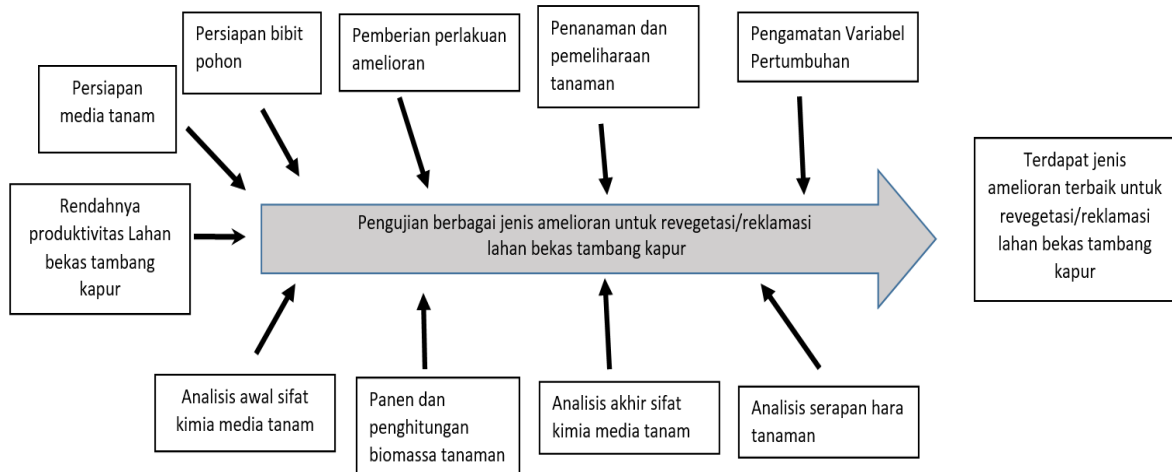 Persiapan bibit
pohon
Pemberian perlakuan
amelioran
Penanaman dan
pemeliharaan
tanaman
Pengamatan Variabel
Pertumbuhan
Persiapan
media tanam
Rendahnya
produktivitas Lahan
bekas tambang
kapur
Pengujian berbagai jenis amelioran untuk revegetasi/reklamasi
lahan bekas tambang kapur
Terdapat jenis
amelioran terbaik untuk
revegetasi/reklamasi
lahan bekas tambang
kapur
Analisis awal sifat
kimia media tanam
Panen dan
penghitungan
biomassa tanaman
Analisis akhir sifat
kimia media tanam
Analisis serapan hara
tanaman